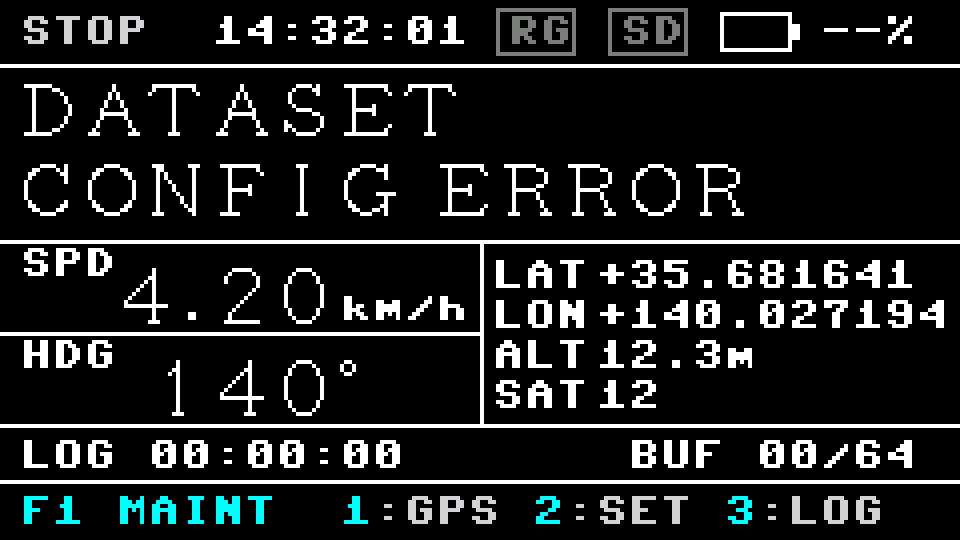 STOP 14:32:01 RG SD --%
DATASET
CONFIG ERROR
SPD 4.20 km/h
HDG 140°
LAT +35.681641
LON +140.027194
ALT 12.3m
SAT 12
LOG 00:00:00 BUF 00/64
F1 MAINT 1:GPS 2:SET 3:LOG